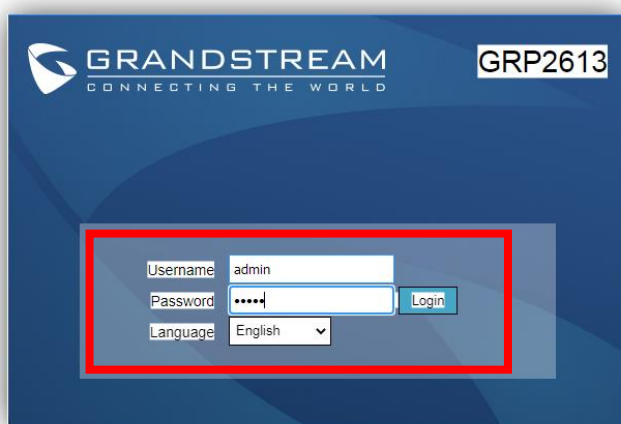 GRANDSTREAM
CONNECTING THE WORLD
GRP2613
Username admin
Password •••••
Login
Language English